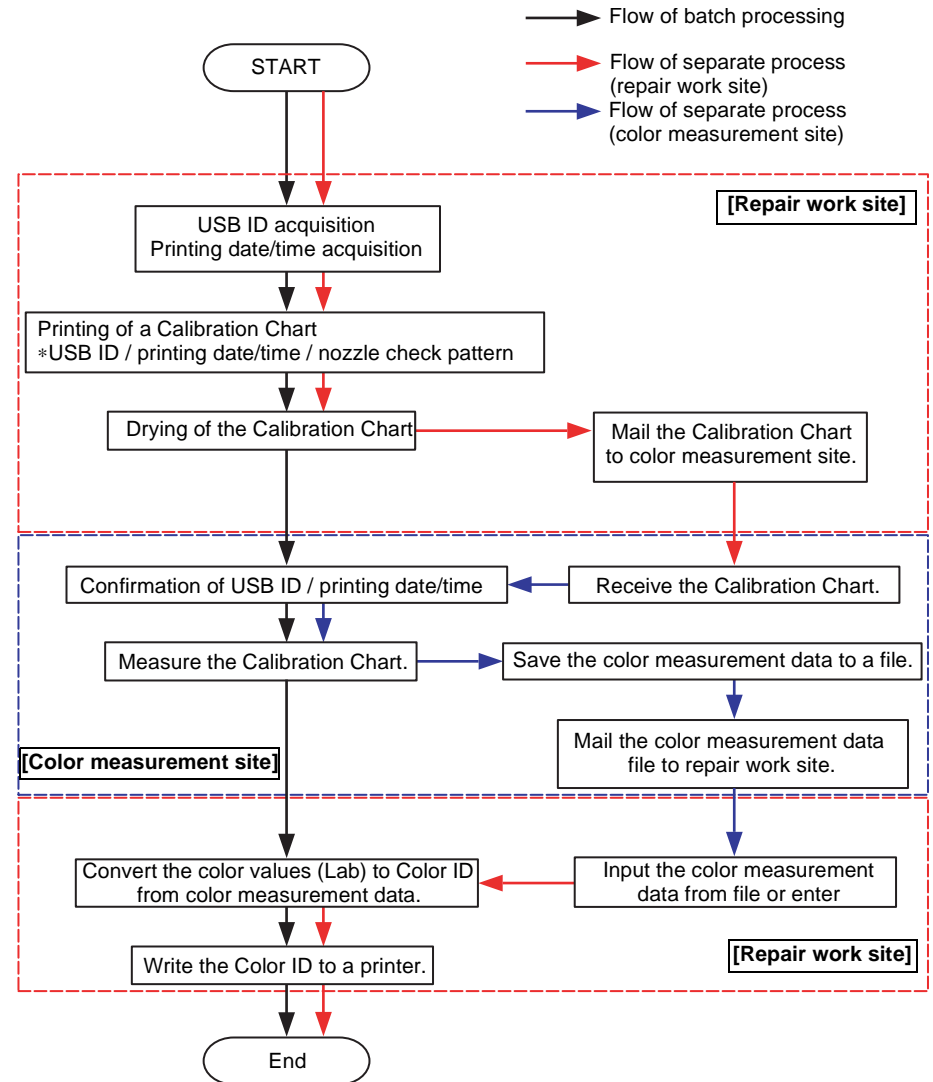 Flow of batch processing
START
Flow of separate process
(repair work site)
Flow of separate process
(color measurement site)
[Repair work site]
USB ID acquisition
Printing date/time acquisition
Printing of a Calibration Chart
*USB ID / printing date/time / nozzle check pattern
Drying of the Calibration Chart
Mail the Calibration Chart
to color measurement site.
Confirmation of USB ID / printing date/time
Receive the Calibration Chart.
Measure the Calibration Chart.
Save the color measurement data to a file.
Mail the color measurement data
file to repair work site.
[Color measurement site]
Convert the color values (Lab) to Color ID
from color measurement data.
Input the color measurement
data from file or enter
Write the Color ID to a printer.
[Repair work site]
End